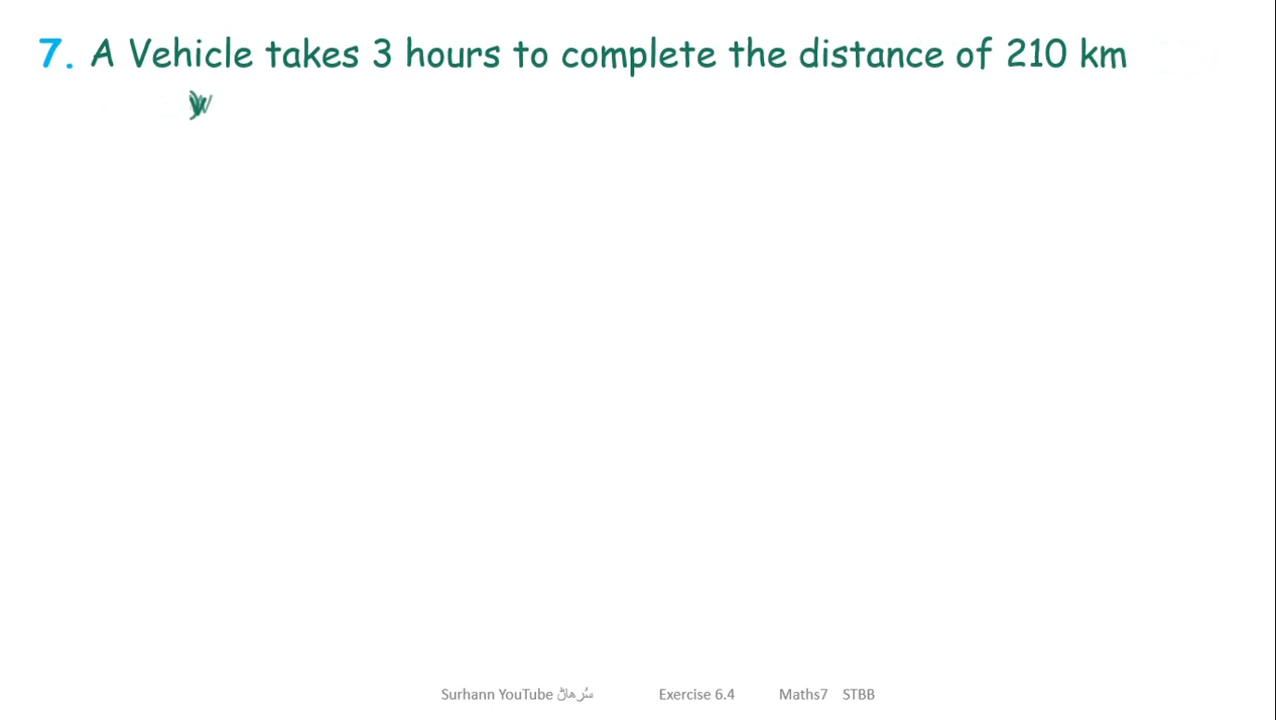 7. A Vehicle takes 3 hours to complete the distance of 210 km
Surhann YouTube سُرهاڻ Exercise 6.4 Maths7 STBB